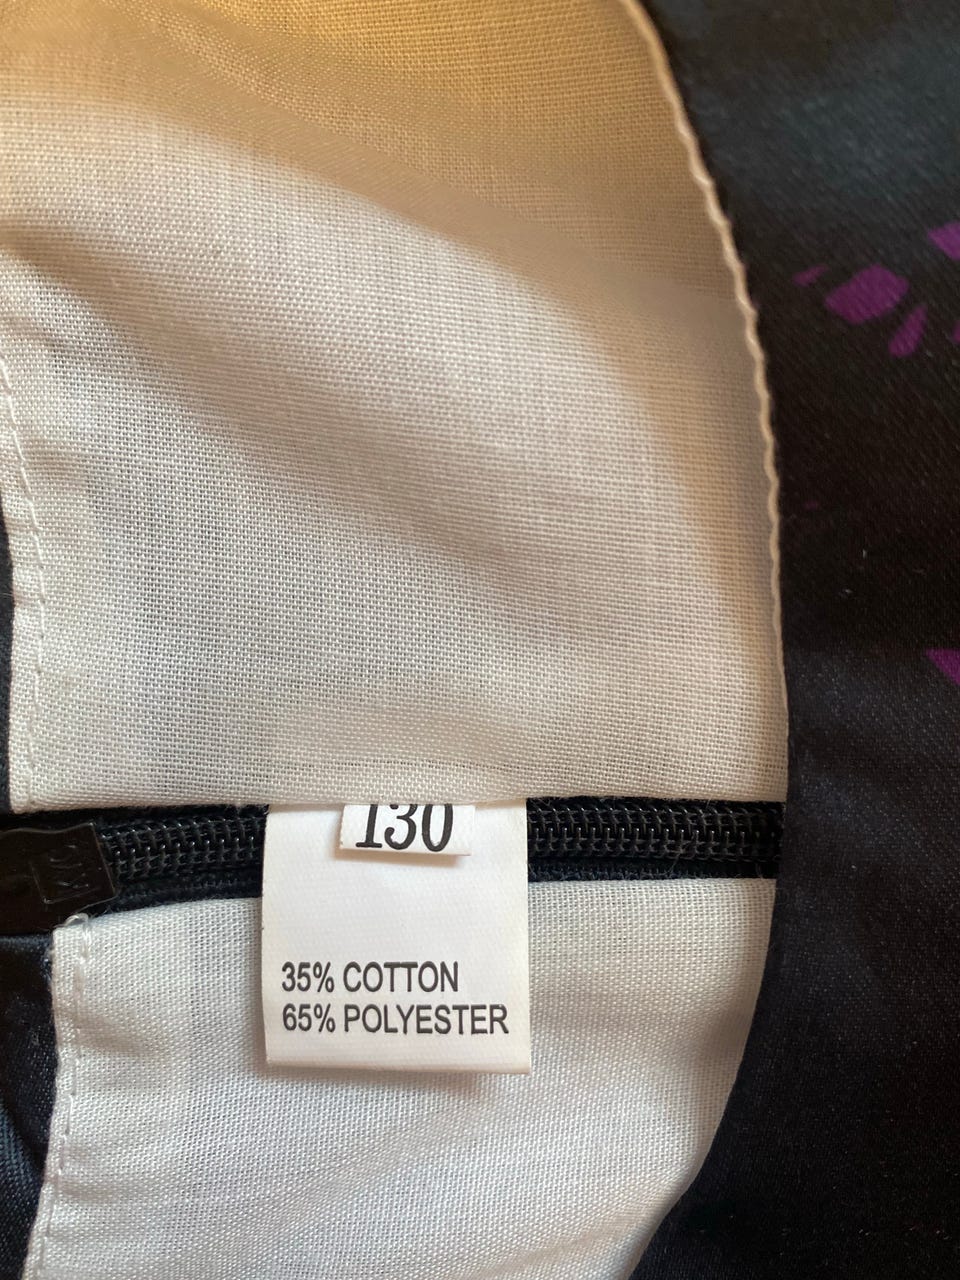 130
35% COTTON
65% POLYESTER